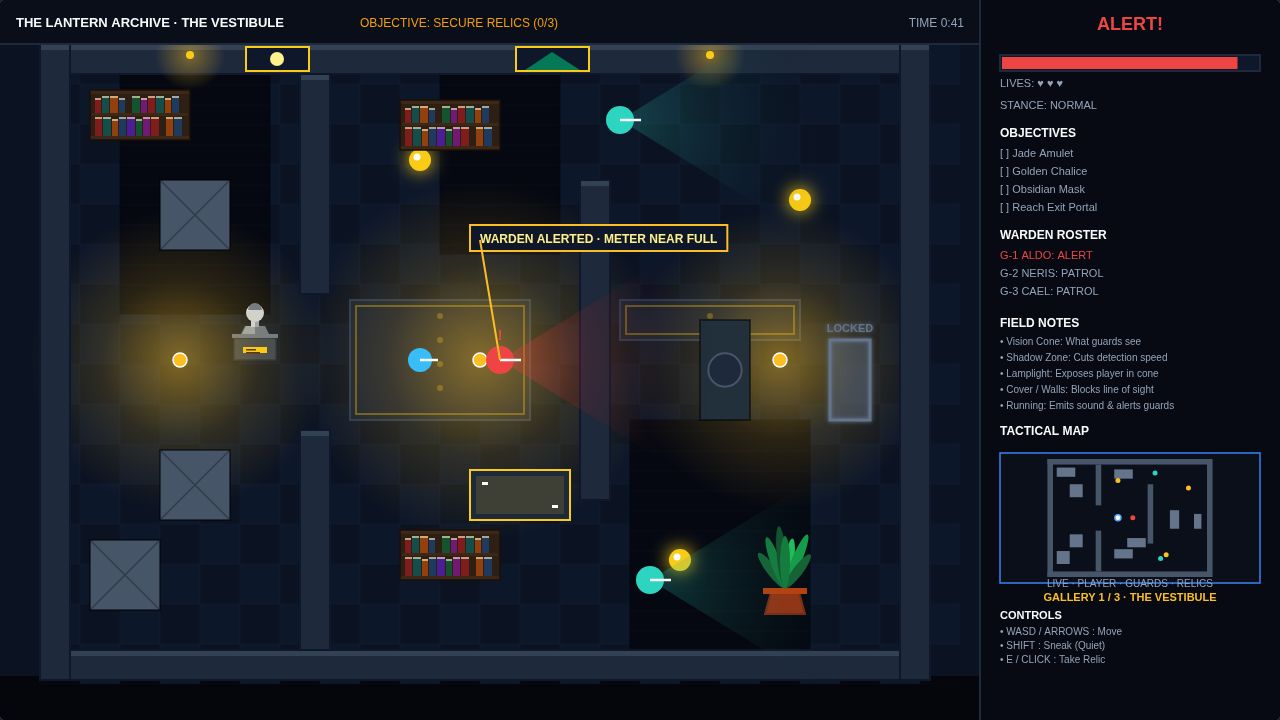 THE LANTERN ARCHIVE · THE VESTIBULE
OBJECTIVE: SECURE RELICS (0/3)
TIME 0:41
WARDEN ALERTED · METER NEAR FULL
!
LOCKED
ALERT!
LIVES: ♥ ♥ ♥
STANCE: NORMAL
OBJECTIVES
[ ] Jade Amulet
[ ] Golden Chalice
[ ] Obsidian Mask
[ ] Reach Exit Portal
WARDEN ROSTER
G-1 ALDO: ALERT
G-2 NERIS: PATROL
G-3 CAEL: PATROL
FIELD NOTES
• Vision Cone: What guards see
• Shadow Zone: Cuts detection speed
• Lamplight: Exposes player in cone
• Cover / Walls: Blocks line of sight
• Running: Emits sound & alerts guards
TACTICAL MAP
LIVE · PLAYER · GUARDS · RELICS
GALLERY 1 / 3 · THE VESTIBULE
CONTROLS
• WASD / ARROWS : Move
• SHIFT : Sneak (Quiet)
• E / CLICK : Take Relic